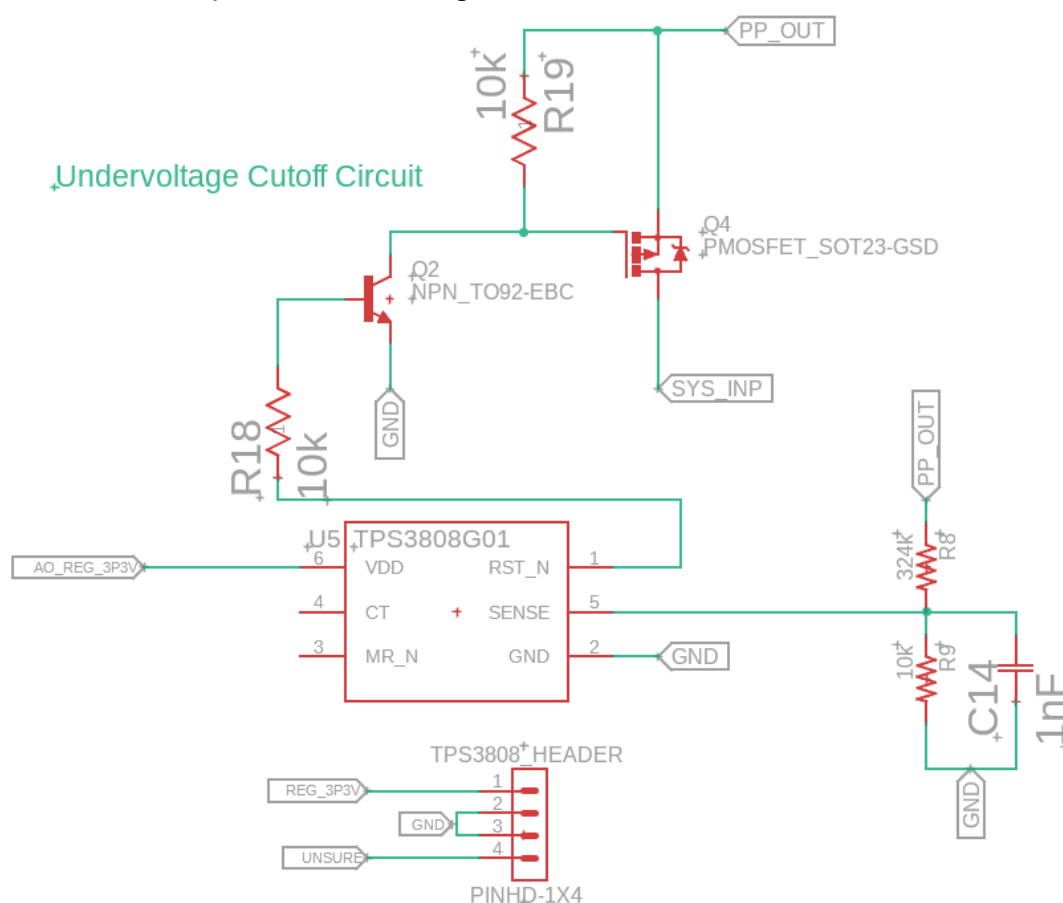 PP_OUT
10k
R19
Undervoltage Cutoff Circuit
Q4
PMOSFET_SOT23-GSD
Q2
NPN_TO92-EBC
SYS_INP
GND
R18
10k
PP_OUT
324K
R8
U5
TPS3808G01
AO_REG_3P3V
6
VDD
RST_N
1
4
CT
SENSE
5
3
MR_N
GND
2
GND
10K
R9
C14
1nF
GND
TPS3808_HEADER
REG_3P3V
1
GND
2
3
UNSURE
4
PINHD-1X4